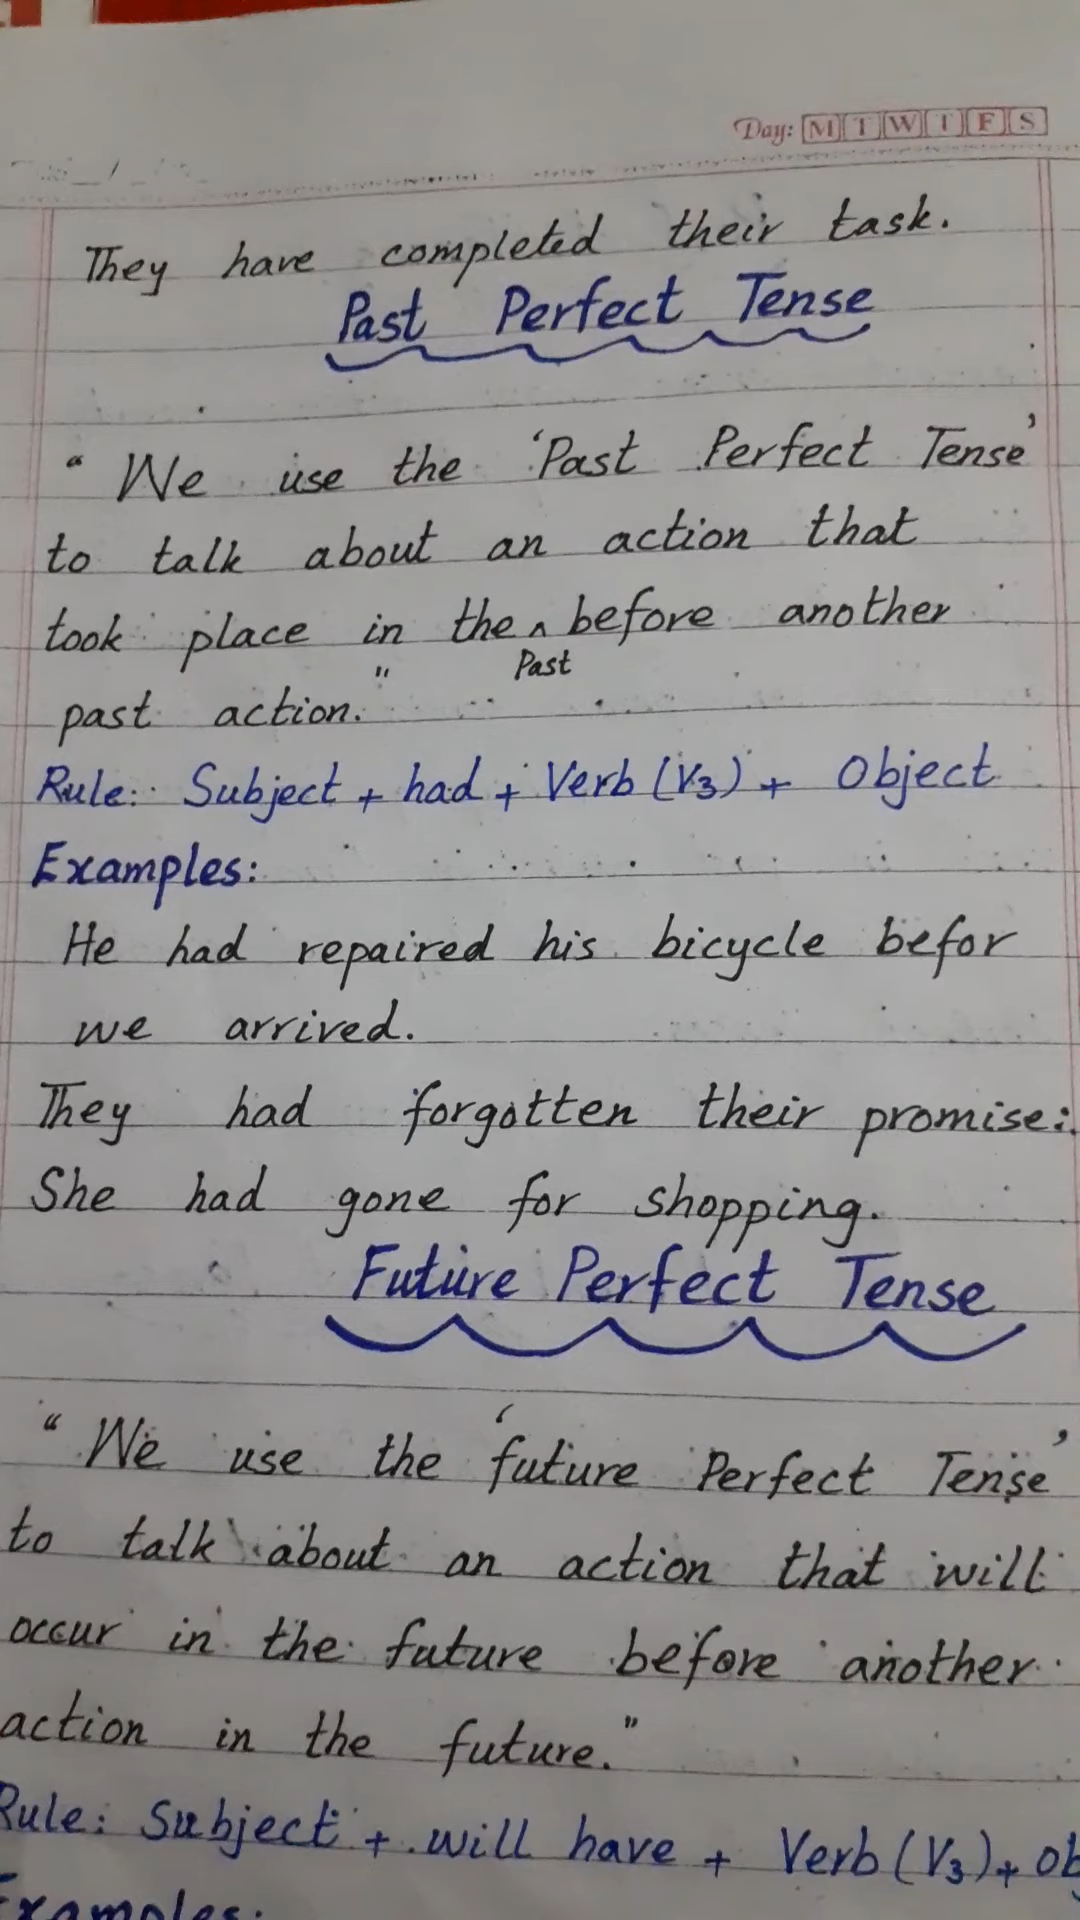 Day: M T W T F S
They have completed their task.
Past Perfect Tense
"We use the 'Past Perfect Tense'
to talk about an action that
took place in the ^ before another
Past
past action."
Rule: Subject + had + Verb (V3) + Object
Examples:
He had repaired his bicycle befor
we arrived.
They had forgotten their promise.
She had gone for shopping.
Future Perfect Tense
"We use the 'future Perfect Tense'
to talk about an action that will
occur in the future before another
action in the future."
Rule: Subject + will have + Verb (V3) + ob
Examples: